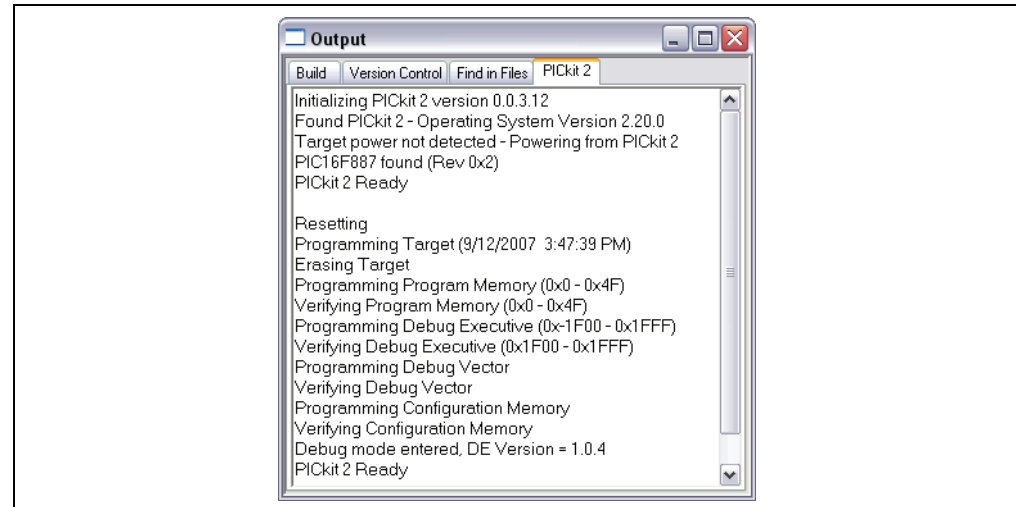 Output
Build Version Control Find in Files PICkit 2
Initializing PICkit 2 version 0.0.3.12
Found PICkit 2 - Operating System Version 2.20.0
Target power not detected - Powering from PICkit 2
PIC16F887 found (Rev 0x2)
PICkit 2 Ready
Resetting
Programming Target (9/12/2007 3:47:39 PM)
Erasing Target
Programming Program Memory (0x0 - 0x4F)
Verifying Program Memory (0x0 - 0x4F)
Programming Debug Executive (0x-1F00 - 0x1FFF)
Verifying Debug Executive (0x1F00 - 0x1FFF)
Programming Debug Vector
Verifying Debug Vector
Programming Configuration Memory
Verifying Configuration Memory
Debug mode entered, DE Version = 1.0.4
PICkit 2 Ready